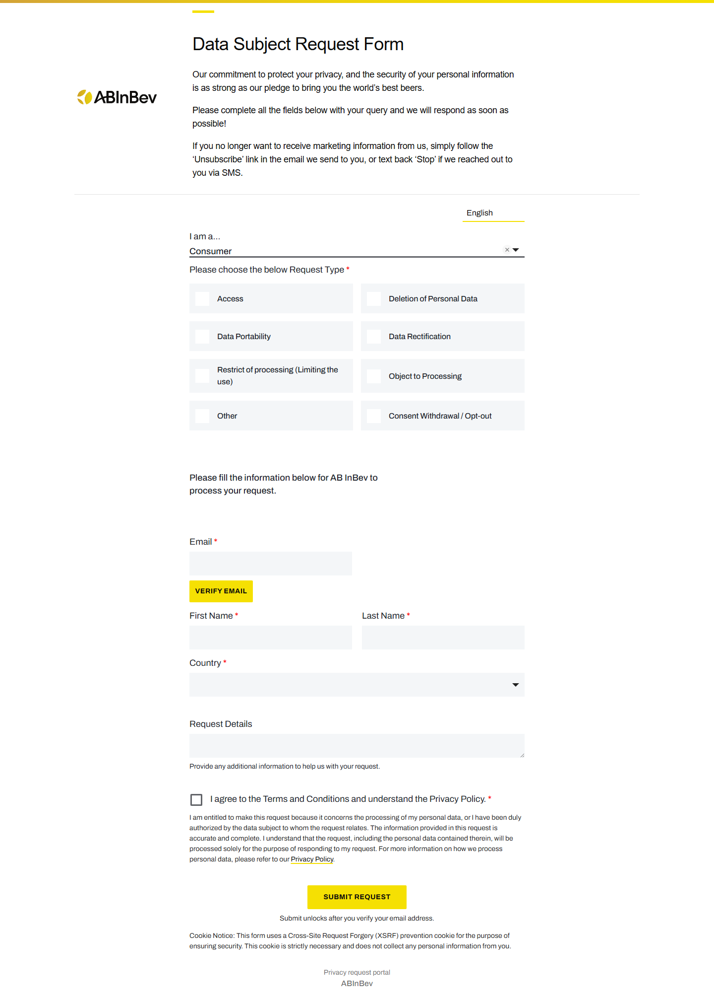 Data Subject Request Form
Our commitment to protect your privacy, and the security of your personal information
is as strong as our pledge to bring you the world’s best beers.
ABInBev
Please complete all the fields below with your query and we will respond as soon as
possible!
If you no longer want to receive marketing information from us, simply follow the
‘Unsubscribe’ link in the email we send to you, or text back ‘Stop’ if we reached out to
you via SMS.
English
I am a...
Consumer
Please choose the below Request Type *
Access
Deletion of Personal Data
Data Portability
Data Rectification
Restrict of processing (Limiting the
use)
Object to Processing
Other
Consent Withdrawal / Opt-out
Please fill the information below for AB InBev to
process your request.
Email *
VERIFY EMAIL
First Name *
Last Name *
Country *
Request Details
Provide any additional information to help us with your request.
I agree to the Terms and Conditions and understand the Privacy Policy. *
I am entitled to make this request because it concerns the processing of my personal data, or I have been duly
authorized by the data subject to whom the request relates. The information provided in this request is
accurate and complete. I understand that the request, including the personal data contained therein, will be
processed solely for the purpose of responding to my request. For more information on how we process
personal data, please refer to our Privacy Policy.
SUBMIT REQUEST
Submit unlocks after you verify your email address.
Cookie Notice: This form uses a Cross-Site Request Forgery (XSRF) prevention cookie for the purpose of
ensuring security. This cookie is strictly necessary and does not collect any personal information from you.
Privacy request portal
ABInBev